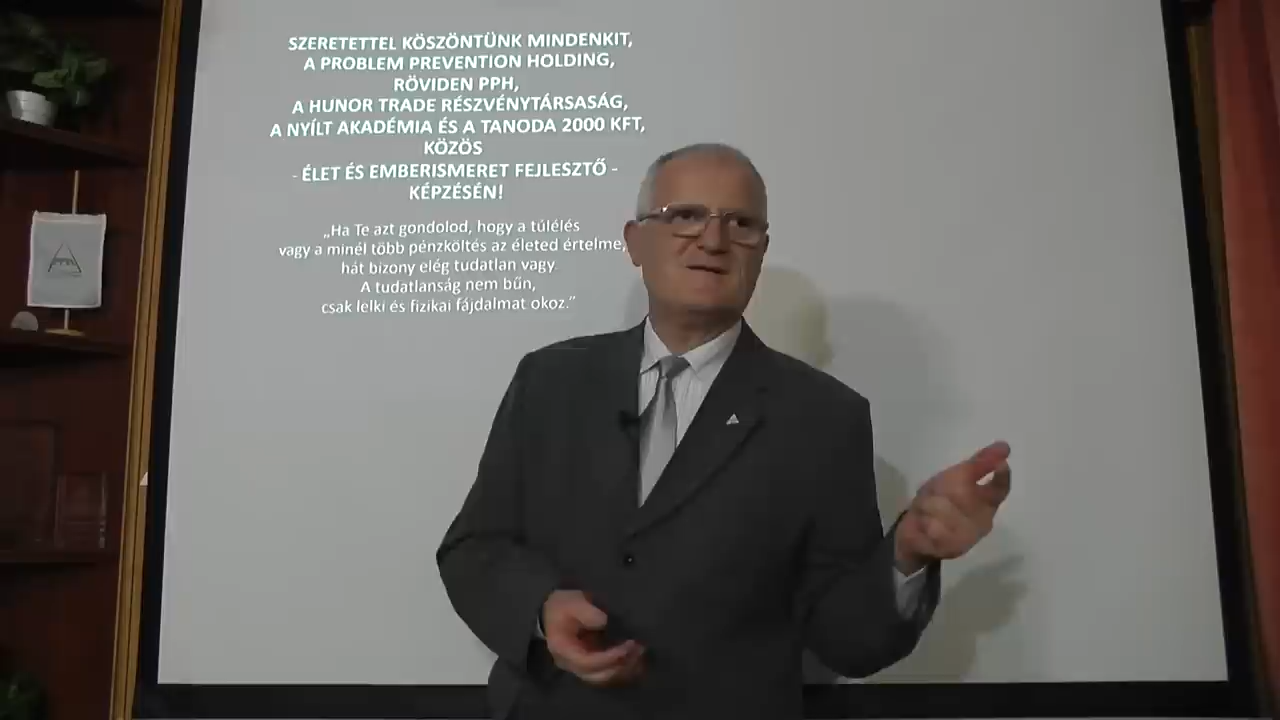 SZERETETTEL KÖSZÖNTÜNK MINDENKIT,
A PROBLEM PREVENTION HOLDING,
RÖVIDEN PPH,
A HUNOR TRADE RÉSZVÉNYTÁRSASÁG,
A NYÍLT AKADÉMIA ÉS A TANODA 2000 KFT,
KÖZÖS
- ÉLET ÉS EMBERISMERET FEJLESZTŐ -
KÉPZÉSÉN!
„Ha Te azt gondolod, hogy a túlélés
vagy a minél több pénzköltés az életed értelme,
hát bizony elég tudatlan vagy.
A tudatlanság nem bűn,
csak lelki és fizikai fájdalmat okoz.”